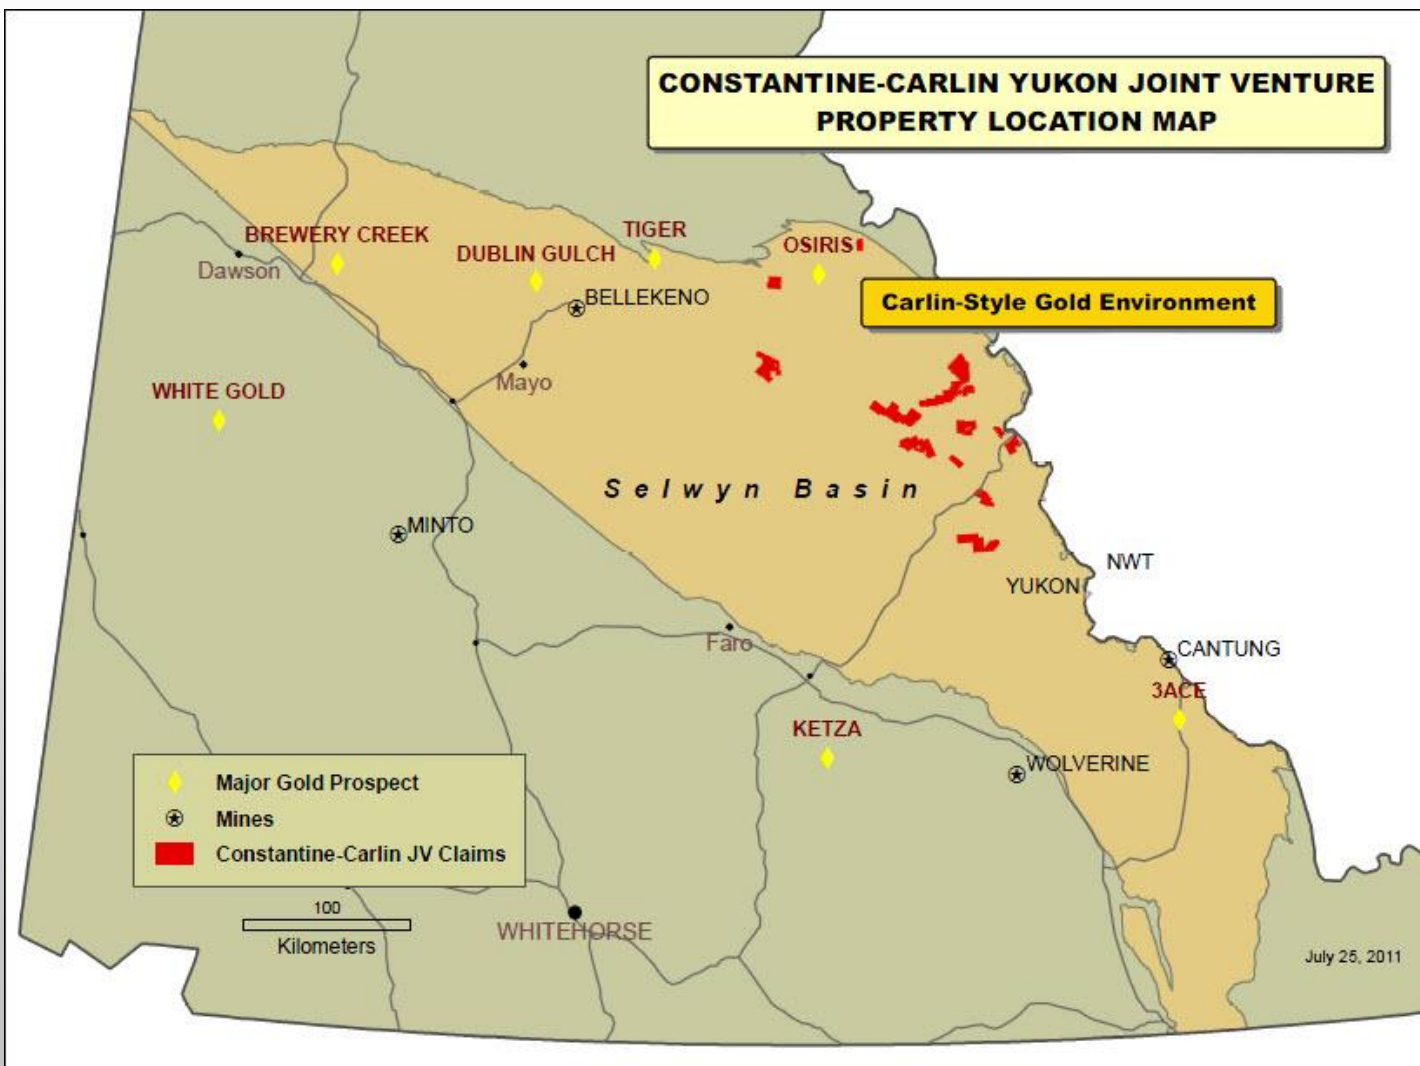 CONSTANTINE-CARLIN YUKON JOINT VENTURE
PROPERTY LOCATION MAP
TIGER
BREWERY CREEK
OSIRIS
DUBLIN GULCH
Dawson
BELLEKENO
Carlin-Style Gold Environment
Mayo
WHITE GOLD
Selwyn Basin
MINTO
NWT
YUKON
Faro
CANTUNG
3ACE
KETZA
WOLVERINE
Major Gold Prospect
Mines
Constantine-Carlin JV Claims
100
Kilometers
WHITEHORSE
July 25, 2011